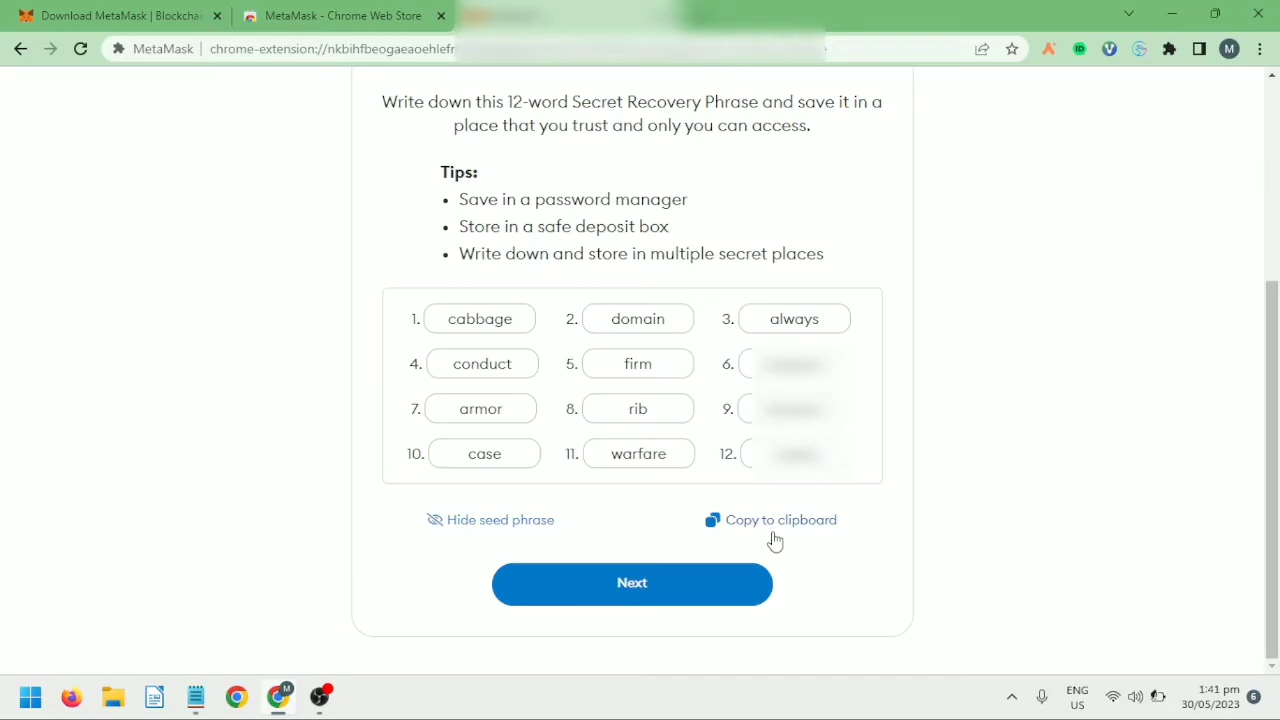 Download MetaMask | Blockcha
MetaMask - Chrome Web Store
MetaMask
chrome-extension://nkbihfbeogaeaoehlefn
M
Write down this 12-word Secret Recovery Phrase and save it in a
place that you trust and only you can access.
Tips:
• Save in a password manager
• Store in a safe deposit box
• Write down and store in multiple secret places
1. cabbage 2. domain 3. always
4. conduct 5. firm 6.
7. armor 8. rib 9.
10. case 11. warfare 12.
Hide seed phrase Copy to clipboard
Next
ENG
US
1:41 pm
30/05/2023
6